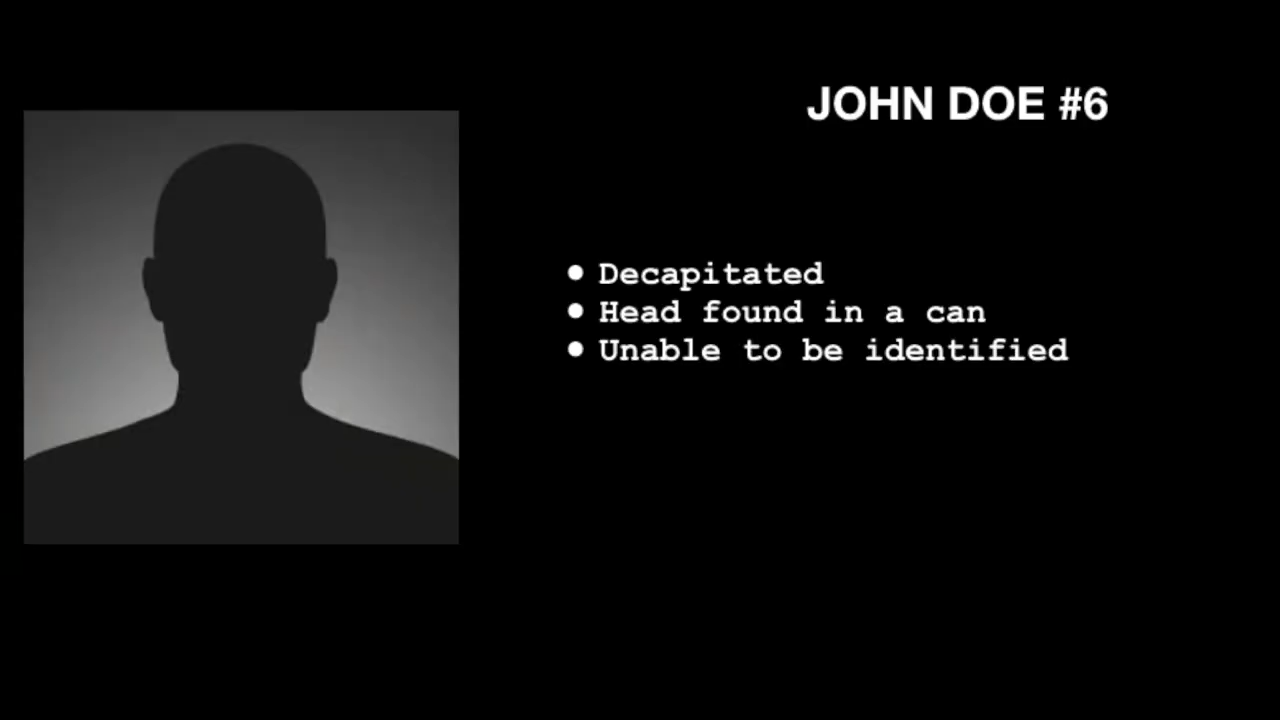 JOHN DOE #6
● Decapitated
● Head found in a can
● Unable to be identified